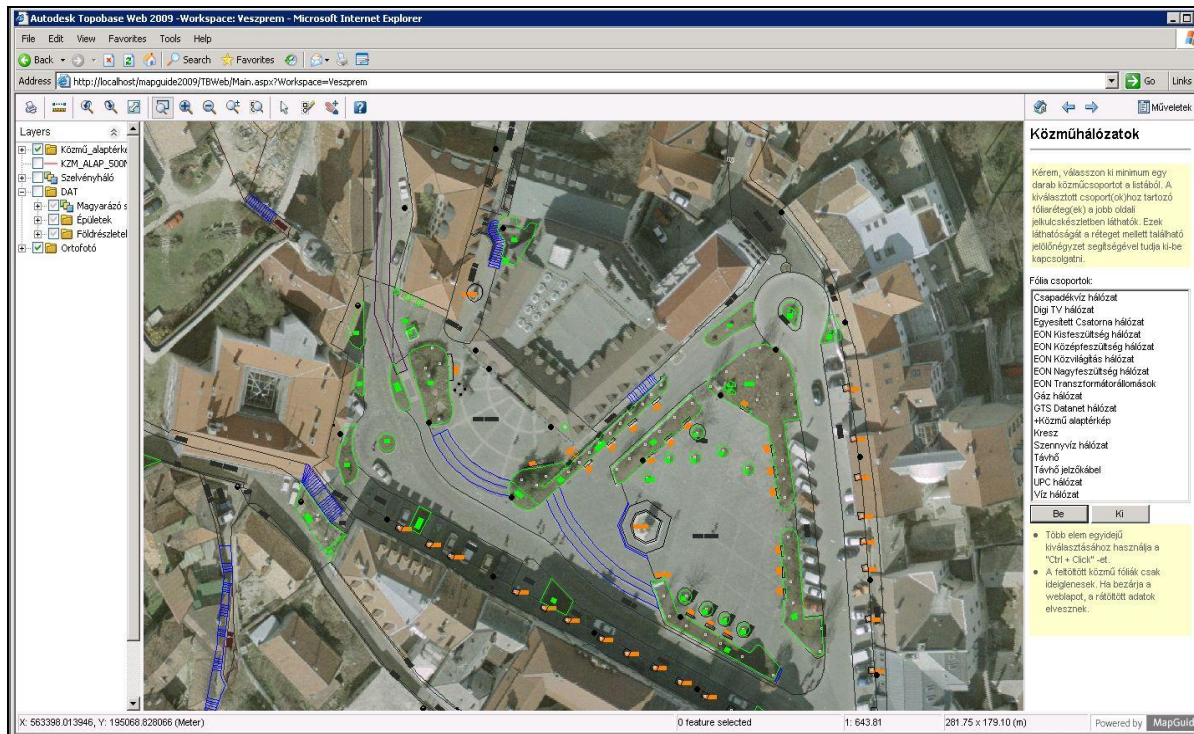 Autodesk Topobase Web 2009 -Workspace: Veszprem - Microsoft Internet Explorer
File Edit View Favorites Tools Help
Back Search Favorites
Address http://localhost/mapguide2009/TBWeb/Main.aspx?Workspace=Veszprem Go Links
Műveletek
Layers
Közmű_alaptérké
KZM_ALAP_500M
Szelvényháló
DAT
Magyarázó s
Épületek
Földrészletel
Ortofotó
Közműhálózatok
Kérem, válasszon ki minimum egy
darab közműcsoportot a listából. A
kiválasztott csoport(ok)hoz tartozó
fóliaréteg(ek) a jobb oldali
jelkulcskészletben láthatók. Ezek
láthatóságát a réteget mellett található
jelölőnégyzet segítségével tudja ki-be
kapcsolgatni.
Fólia csoportok:
Csapadékvíz hálózat
Digi TV hálózat
Egyesített Csatorna hálózat
EON Kisfeszültség hálózat
EON Középfeszültség hálózat
EON Közvilágítás hálózat
EON Nagyfeszültség hálózat
EON Transzformátorállomások
Gáz hálózat
GTS Datanet hálózat
+Közmű alaptérkép
Kresz
Szennyvíz hálózat
Távhő
Távhő jelzőkábel
UPC hálózat
Víz hálózat
Be Ki
Több elem egyidejű
kiválasztásához használja a
"Ctrl + Click" -et.
A feltöltött közmű fóliák csak
ideiglenesek. Ha bezárja a
weblapot, a rátöltött adatok
elvesznek.
X: 563398.013946, Y: 195068.828066 (Meter) 0 feature selected 1: 643.81 281.75 x 179.10 (m) Powered by MapGuid